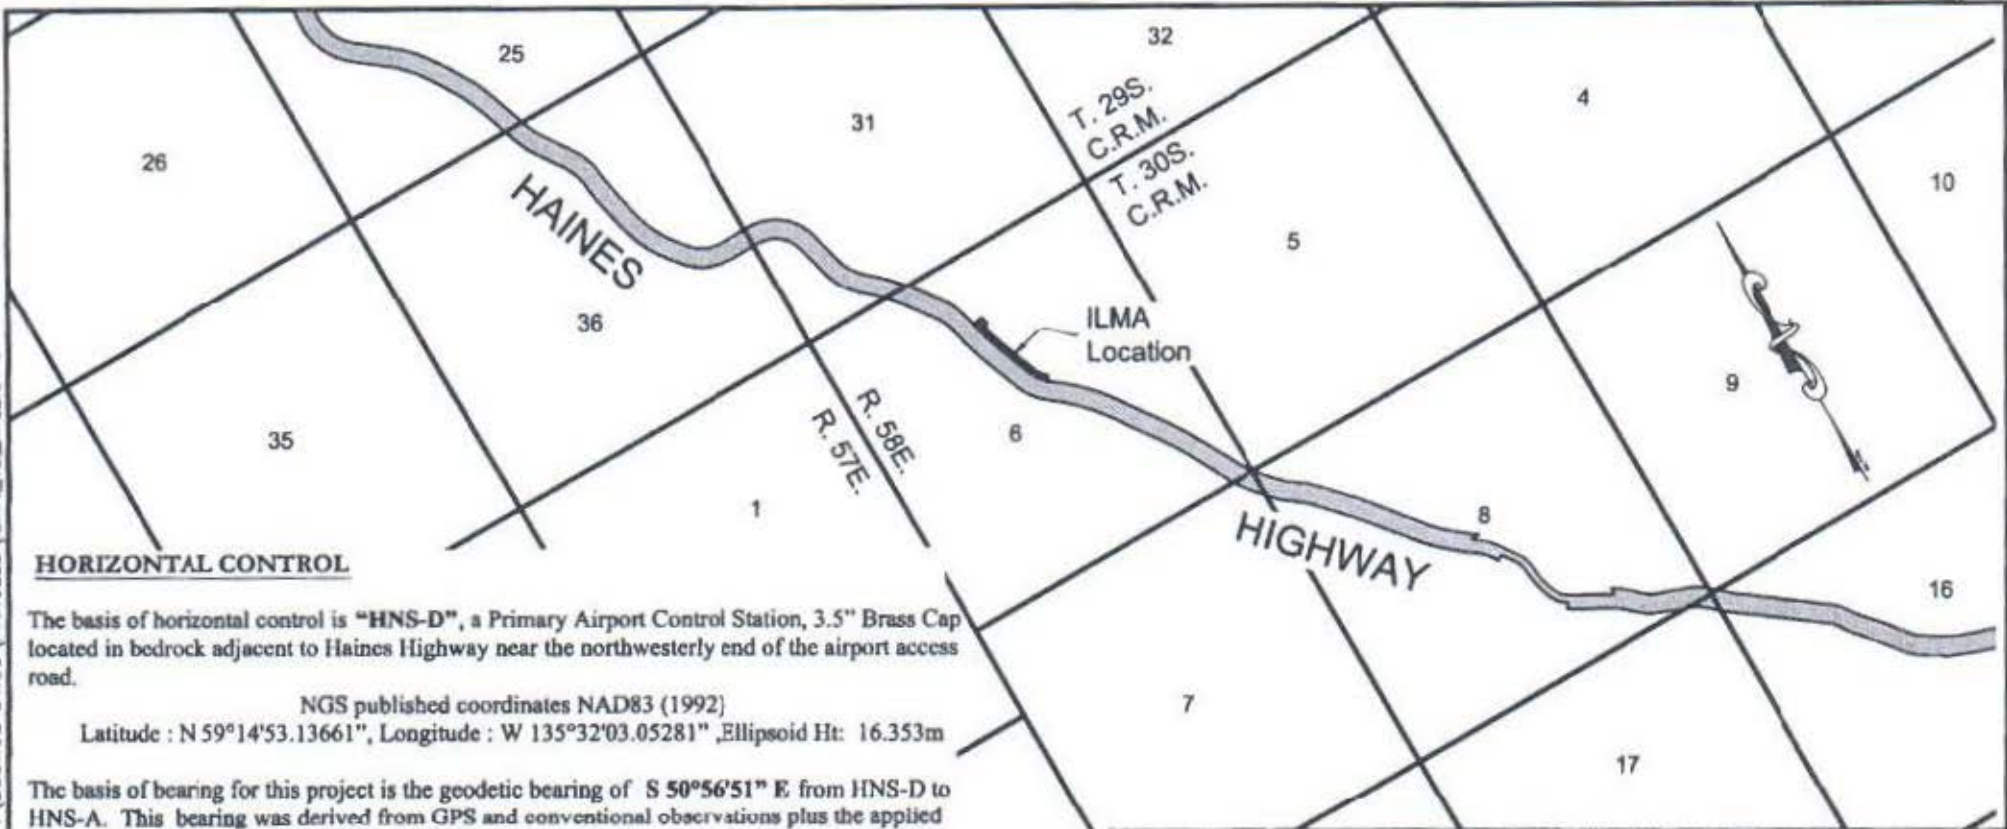 25
32
4
26
31
10
T. 29S.
C.R.M.
T. 30S.
C.R.M.
HAINES
5
36
ILMA
Location
9
35
R. 58E.
R. 57E.
6
1
8
HIGHWAY
16
7
17
HORIZONTAL CONTROL
The basis of horizontal control is "HNS-D", a Primary Airport Control Station, 3.5" Brass Cap
located in bedrock adjacent to Haines Highway near the northwesterly end of the airport access
road.
NGS published coordinates NAD83 (1992)
Latitude : N 59°14'53.13661", Longitude : W 135°32'03.05281" ,Ellipsoid Ht: 16.353m
The basis of bearing for this project is the geodetic bearing of S 50°56'51" E from HNS-D to
HNS-A. This bearing was derived from GPS and conventional observations plus the applied